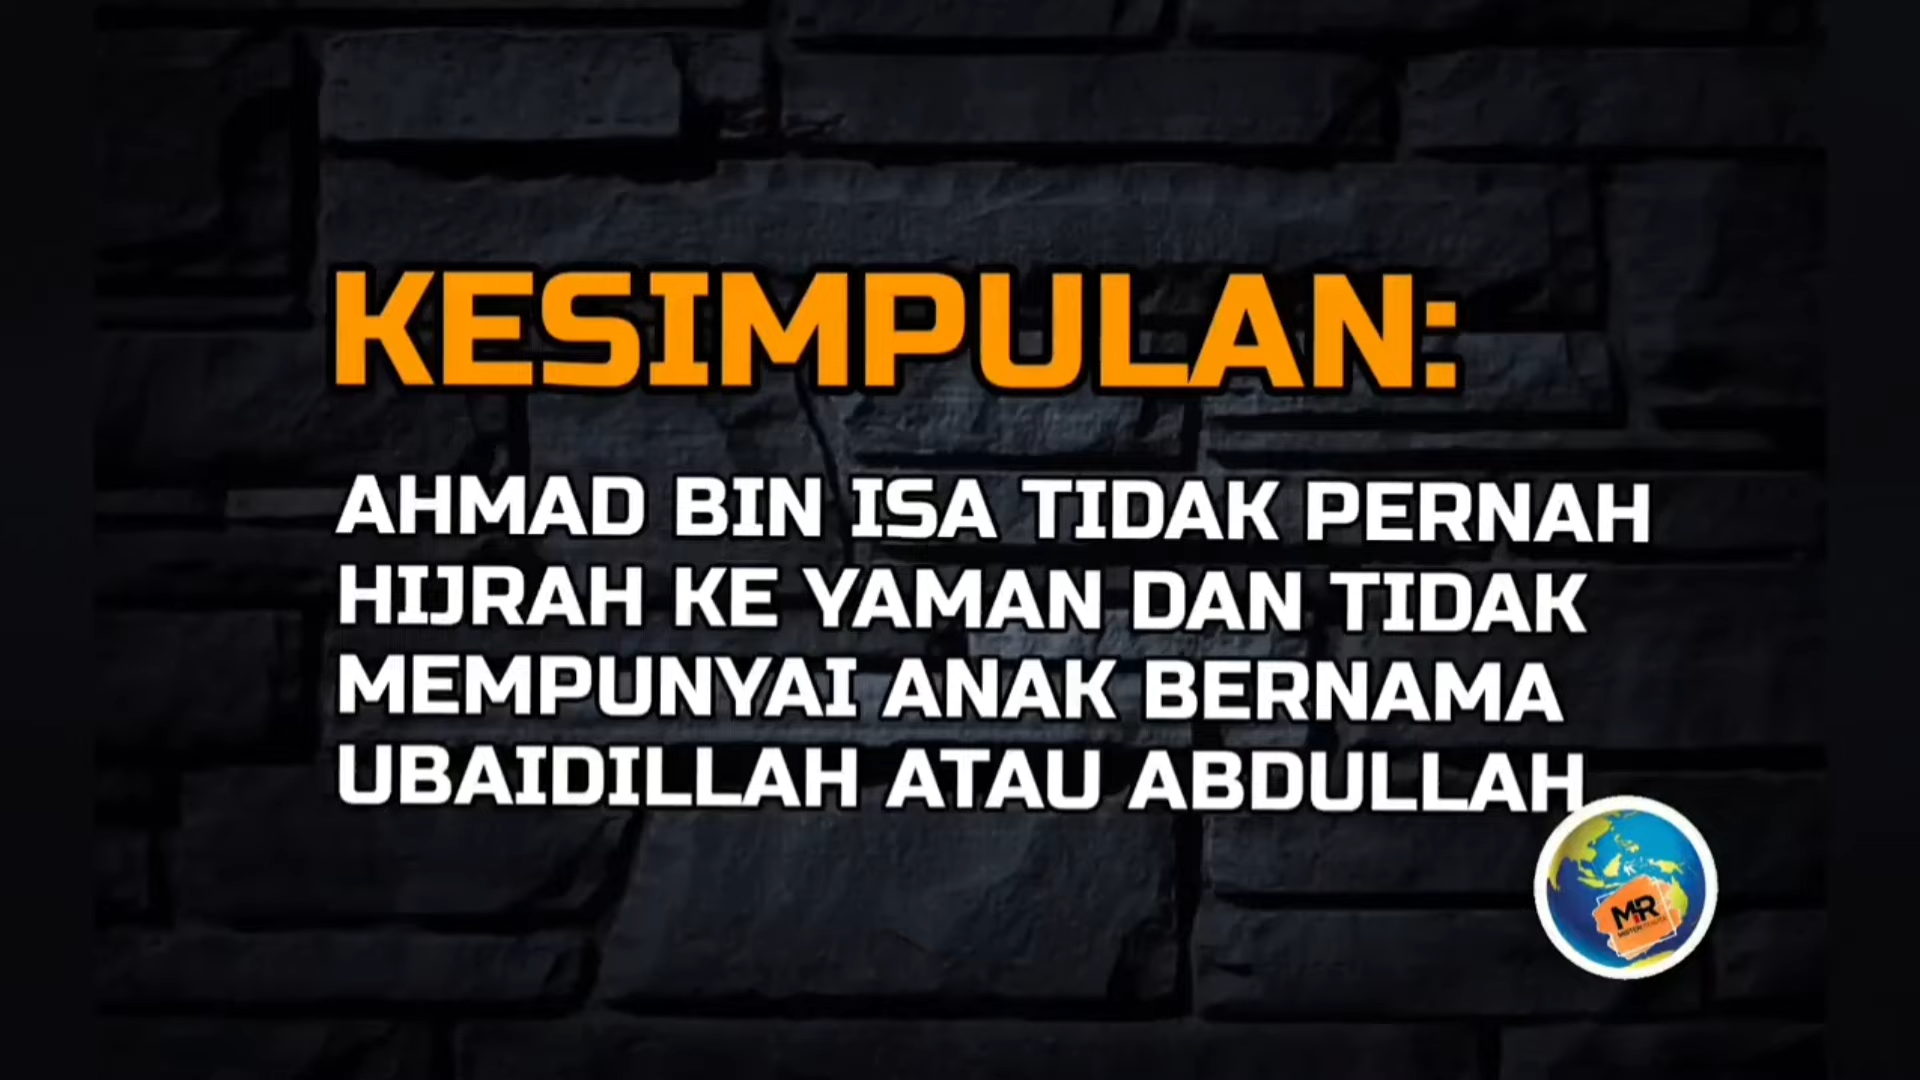 KESIMPULAN:
AHMAD BIN ISA TIDAK PERNAH
HIJRAH KE YAMAN DAN TIDAK
MEMPUNYAI ANAK BERNAMA
UBAIDILLAH ATAU ABDULLAH
MR